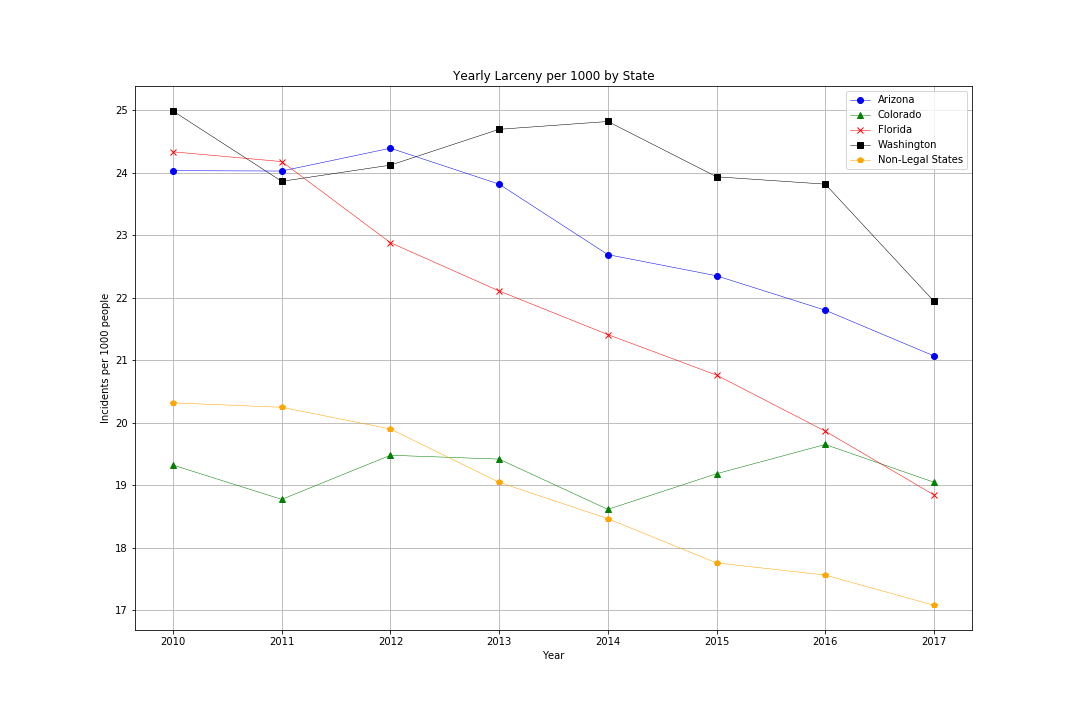 Yearly Larceny per 1000 by State
Arizona
Colorado
Florida
Washington
Non-Legal States
Incidents per 1000 people
25
24
23
22
21
20
19
18
17
2010 2011 2012 2013 2014 2015 2016 2017
Year